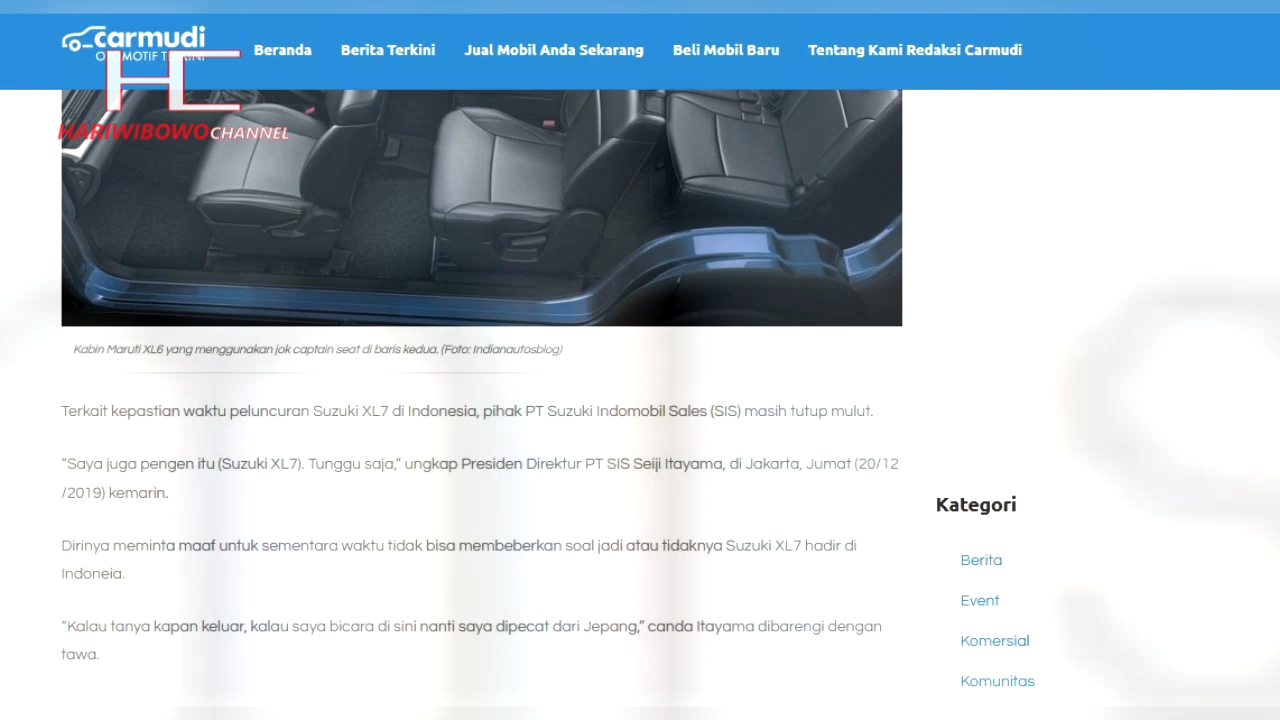 carmudi
OTOMOTIF TERKINI
Beranda
Berita Terkini
Jual Mobil Anda Sekarang
Beli Mobil Baru
Tentang Kami Redaksi Carmudi
HC
HARIWIBOWO CHANNEL
Kabin Maruti XL6 yang menggunakan jok captain seat di baris kedua. (Foto: Indianautosblog)
Terkait kepastian waktu peluncuran Suzuki XL7 di Indonesia, pihak PT Suzuki Indomobil Sales (SIS) masih tutup mulut.
“Saya juga pengen itu (Suzuki XL7). Tunggu saja,” ungkap Presiden Direktur PT SIS Seiji Itayama, di Jakarta, Jumat (20/12
/2019) kemarin.
Dirinya meminta maaf untuk sementara waktu tidak bisa membeberkan soal jadi atau tidaknya Suzuki XL7 hadir di
Indoneia.
“Kalau tanya kapan keluar, kalau saya bicara di sini nanti saya dipecat dari Jepang,” canda Itayama dibarengi dengan
tawa.
Kategori
Berita
Event
Komersial
Komunitas